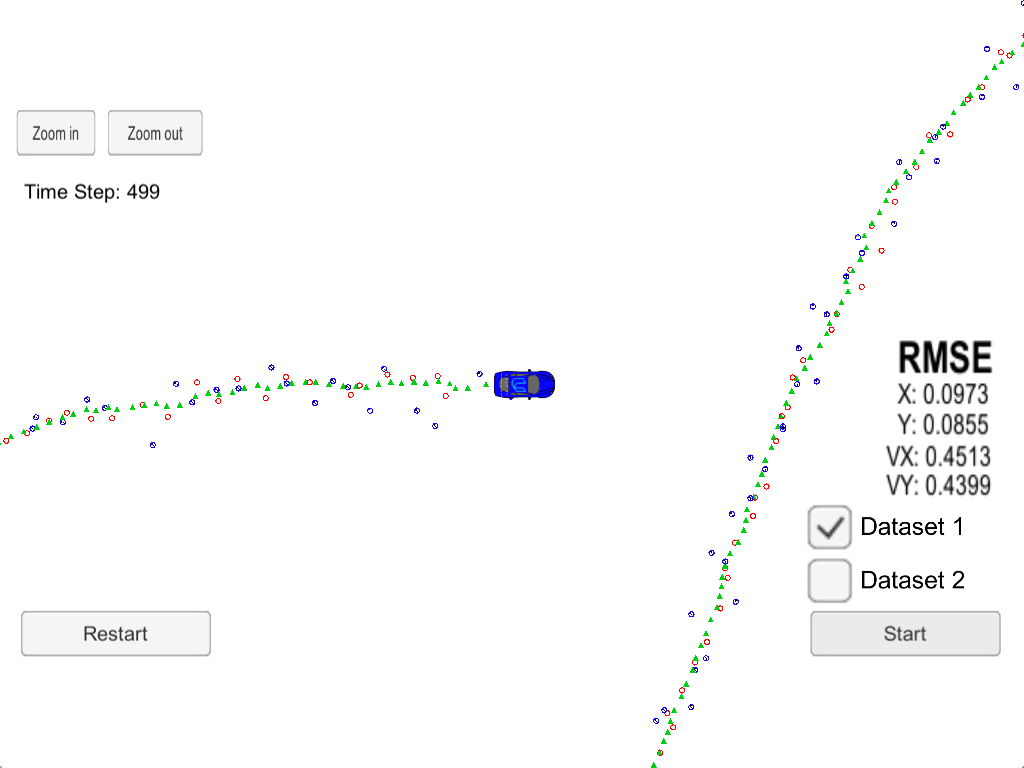 Zoom in
Zoom out
Time Step: 499
RMSE
X: 0.0973
Y: 0.0855
VX: 0.4513
VY: 0.4399
Dataset 1
Dataset 2
Restart
Start